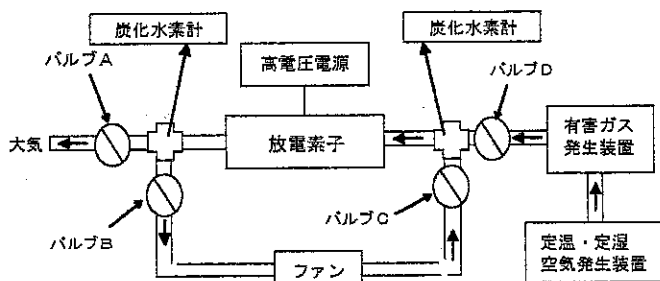 炭化水素計
炭化水素計
バルブA
高電圧電源
バルブD
大気
放電素子
有害ガス
発生装置
バルブB
バルブC
ファン
定温・定湿
空気発生装置